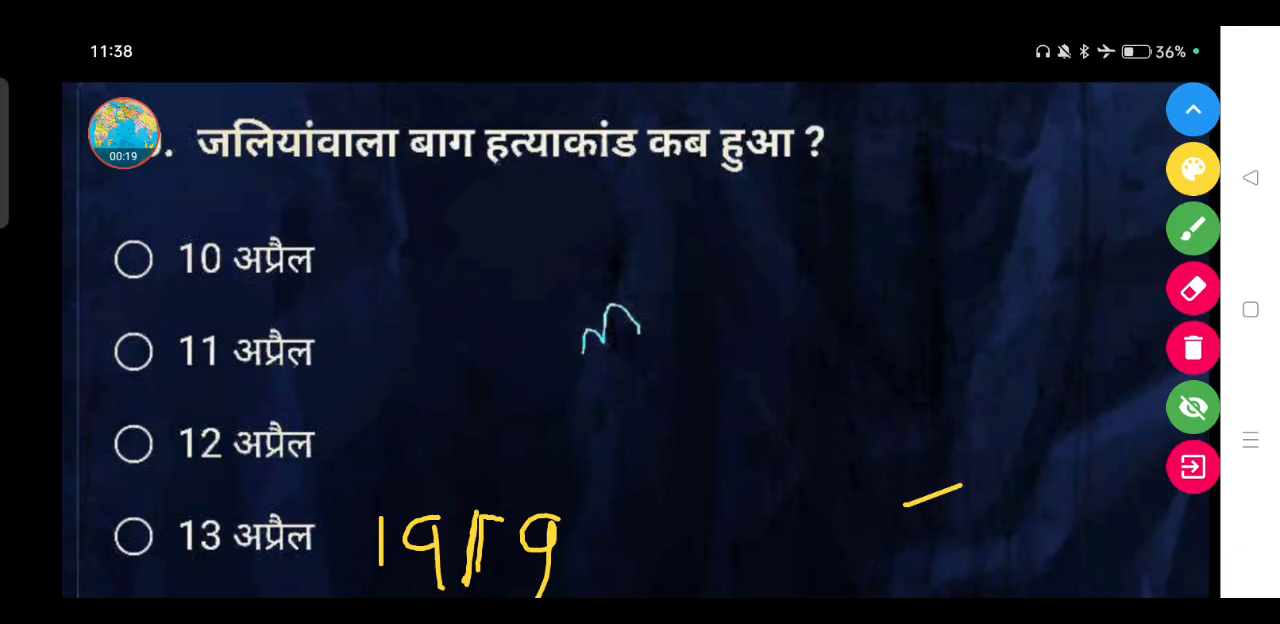 11:38
36%
00:19
. जलियांवाला बाग हत्याकांड कब हुआ ?
10 अप्रैल
11 अप्रैल
12 अप्रैल
13 अप्रैल 1919